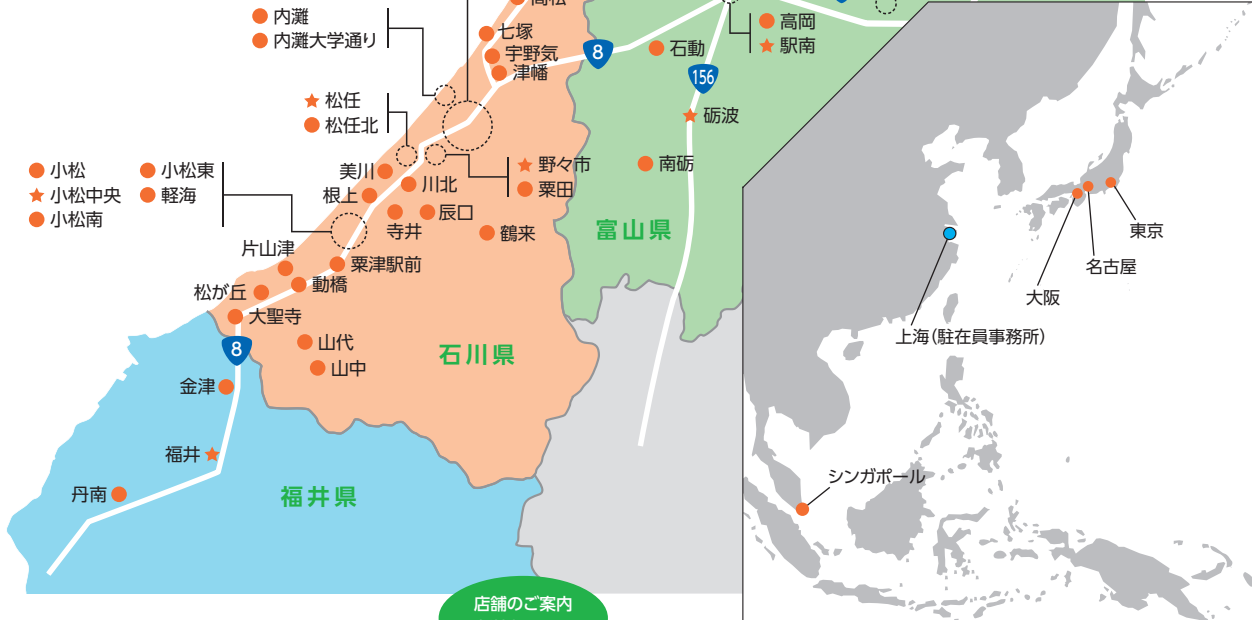 高松
内灘
内灘大学通り
七塚
宇野気
津幡
8
石動
高岡
駅南
156
砺波
松任
松任北
小松
小松中央
小松南
小松東
軽海
美川
根上
川北
野々市
粟田
南砺
寺井
辰口
鶴来
富山県
片山津
粟津駅前
松が丘
動橋
大聖寺
8
山代
山中
石川県
金津
福井
丹南
福井県
店舗のご案内
東京
名古屋
大阪
上海(駐在員事務所)
シンガポール